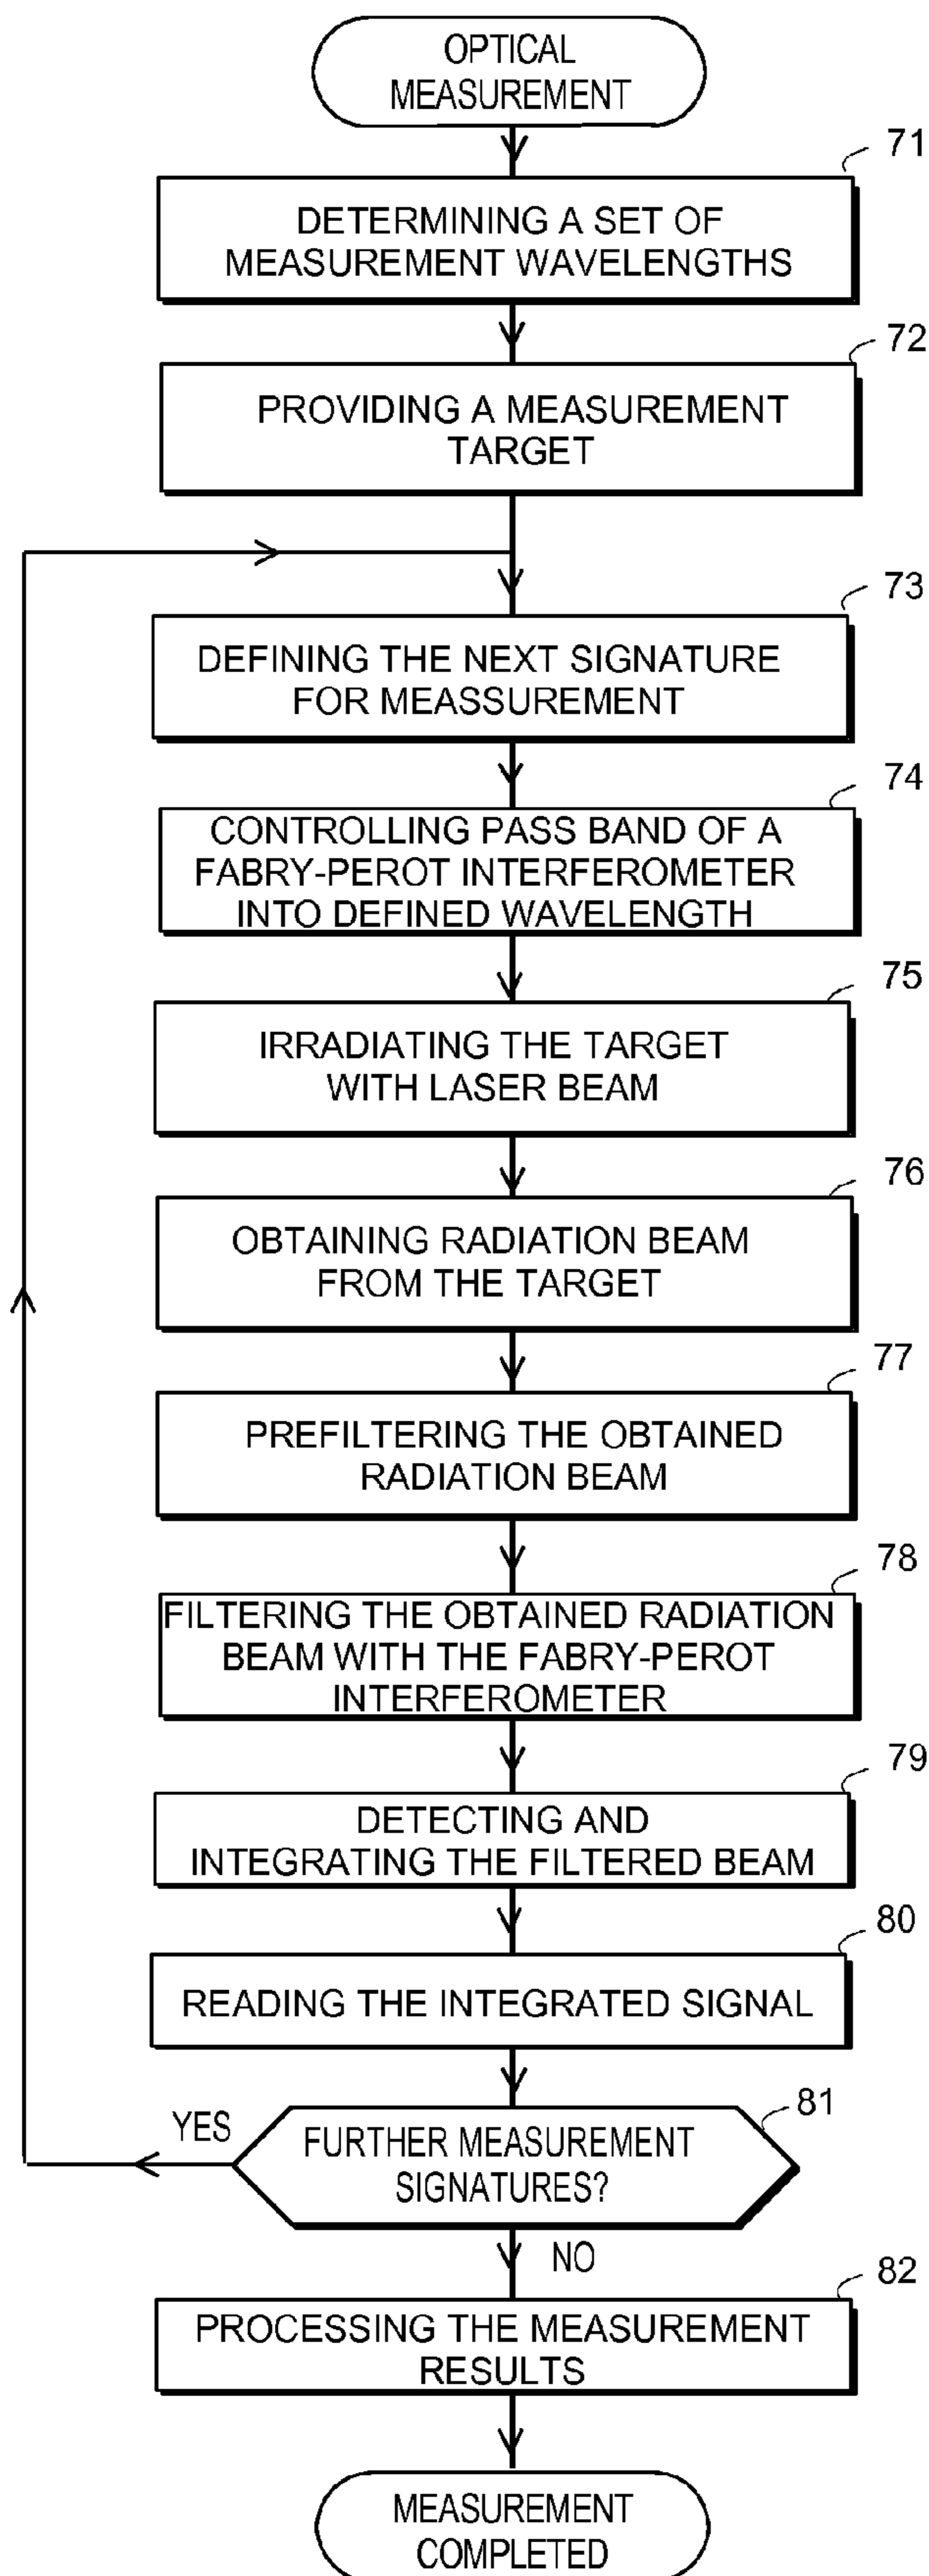 OPTICAL
MEASUREMENT
71
DETERMINING A SET OF
MEASUREMENT WAVELENGTHS
72
PROVIDING A MEASUREMENT
TARGET
73
DEFINING THE NEXT SIGNATURE
FOR MEASSUREMENT
74
CONTROLLING PASS BAND OF A
FABRY-PEROT INTERFEROMETER
INTO DEFINED WAVELENGTH
75
IRRADIATING THE TARGET
WITH LASER BEAM
76
OBTAINING RADIATION BEAM
FROM THE TARGET
77
PREFILTERING THE OBTAINED
RADIATION BEAM
78
FILTERING THE OBTAINED RADIATION
BEAM WITH THE FABRY-PEROT
INTERFEROMETER
79
DETECTING AND
INTEGRATING THE FILTERED BEAM
80
READING THE INTEGRATED SIGNAL
81
YES
FURTHER MEASUREMENT
SIGNATURES?
NO
82
PROCESSING THE MEASUREMENT
RESULTS
MEASUREMENT
COMPLETED